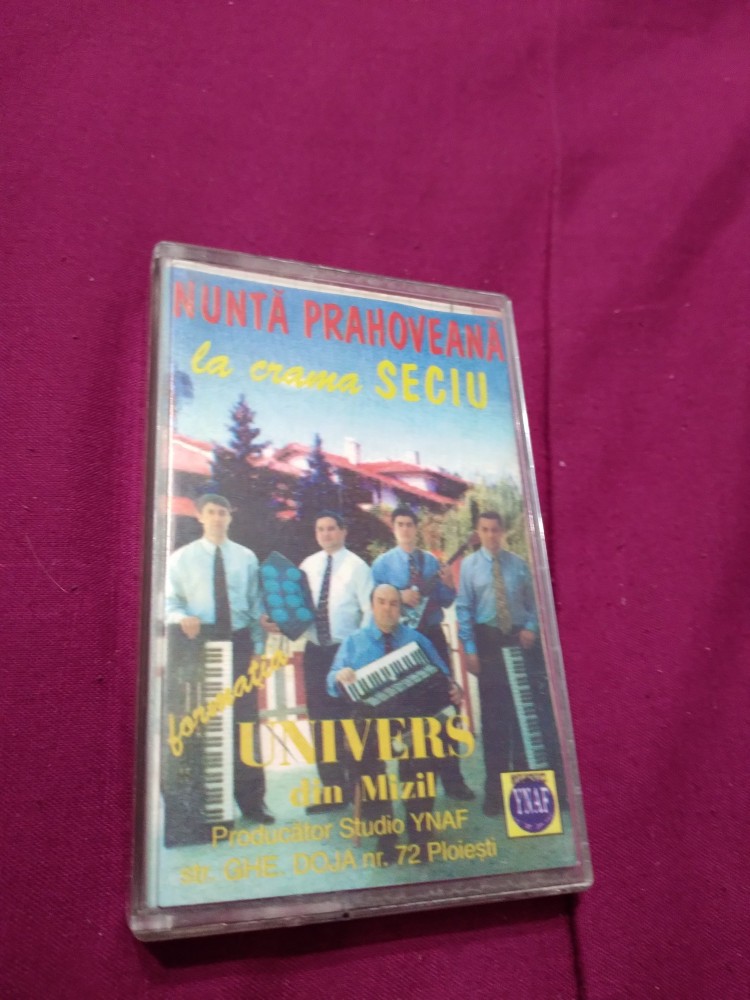 NUNTĂ PRAHOVEANĂ
la crama SECIU
formația
UNIVERS
din Mizil
YNAF
Producător Studio YNAF
str. GHE. DOJA nr. 72 Ploiești